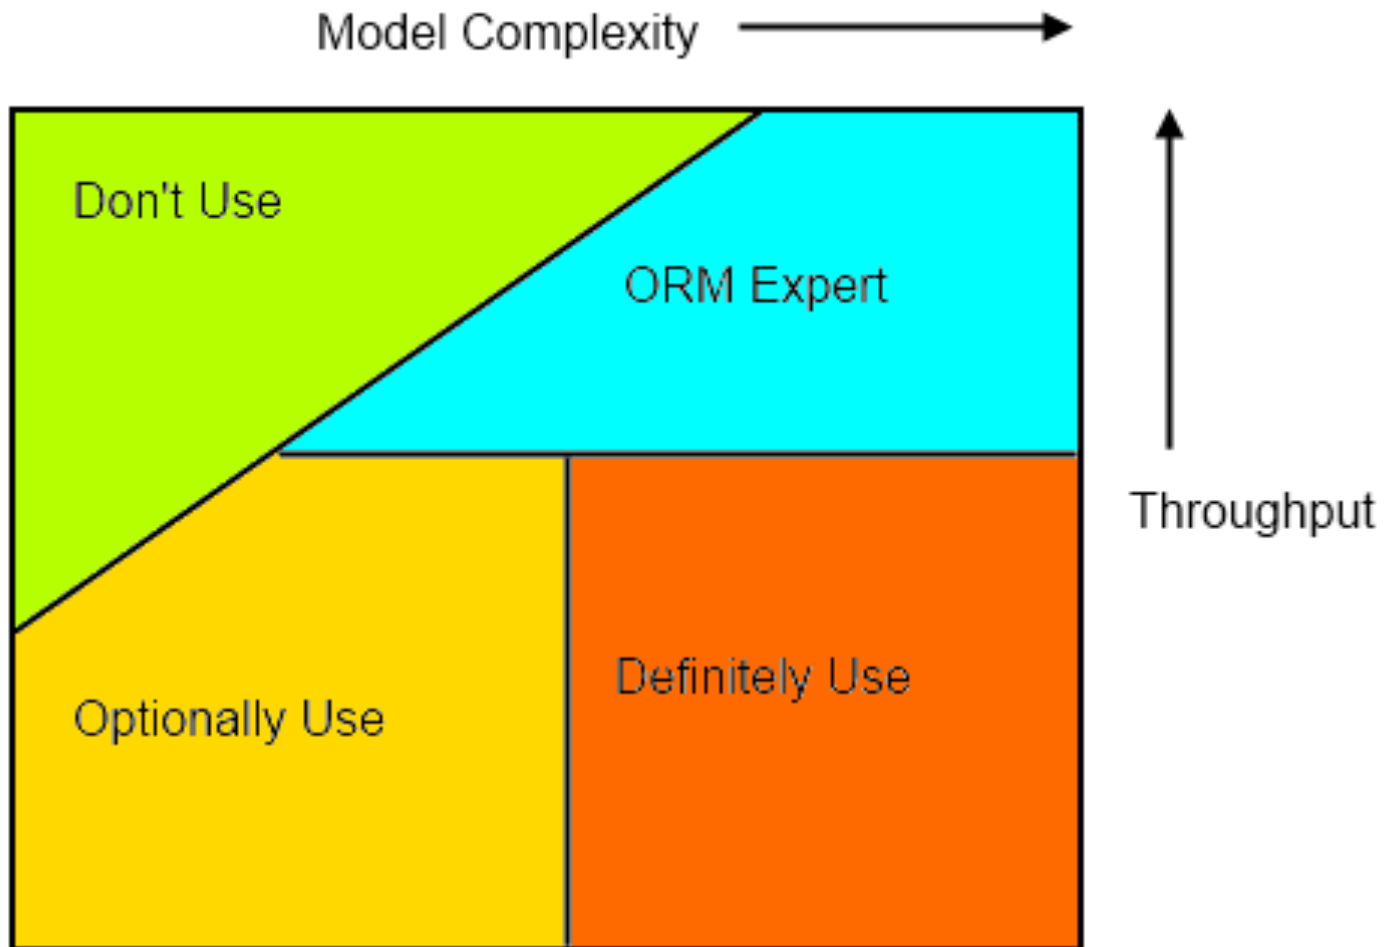 Model Complexity
Don't Use
ORM Expert
Throughput
Definitely Use
Optionally Use